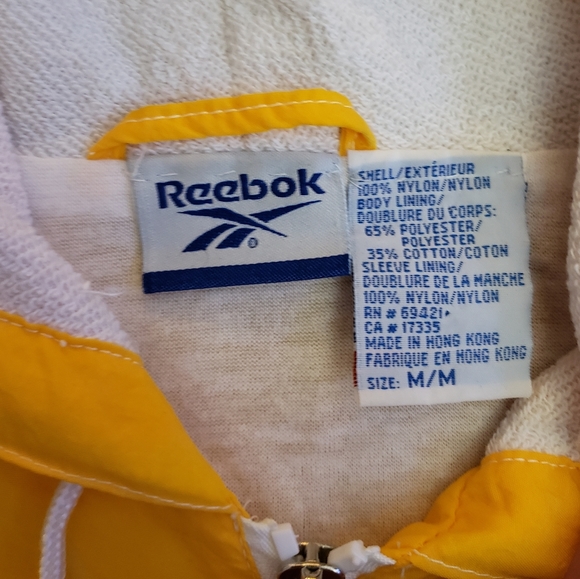 Reebok
®
SHELL/EXTÉRIEUR
100% NYLON/NYLON
BODY LINING/
DOUBLURE DU CORPS:
65% POLYESTER/
POLYESTER
35% COTTON/COTON
SLEEVE LINING/
DOUBLURE DE LA MANCHE
100% NYLON/NYLON
RN # 69421
CA # 17335
MADE IN HONG KONG
FABRIQUE EN HONG KONG
SIZE: M/M